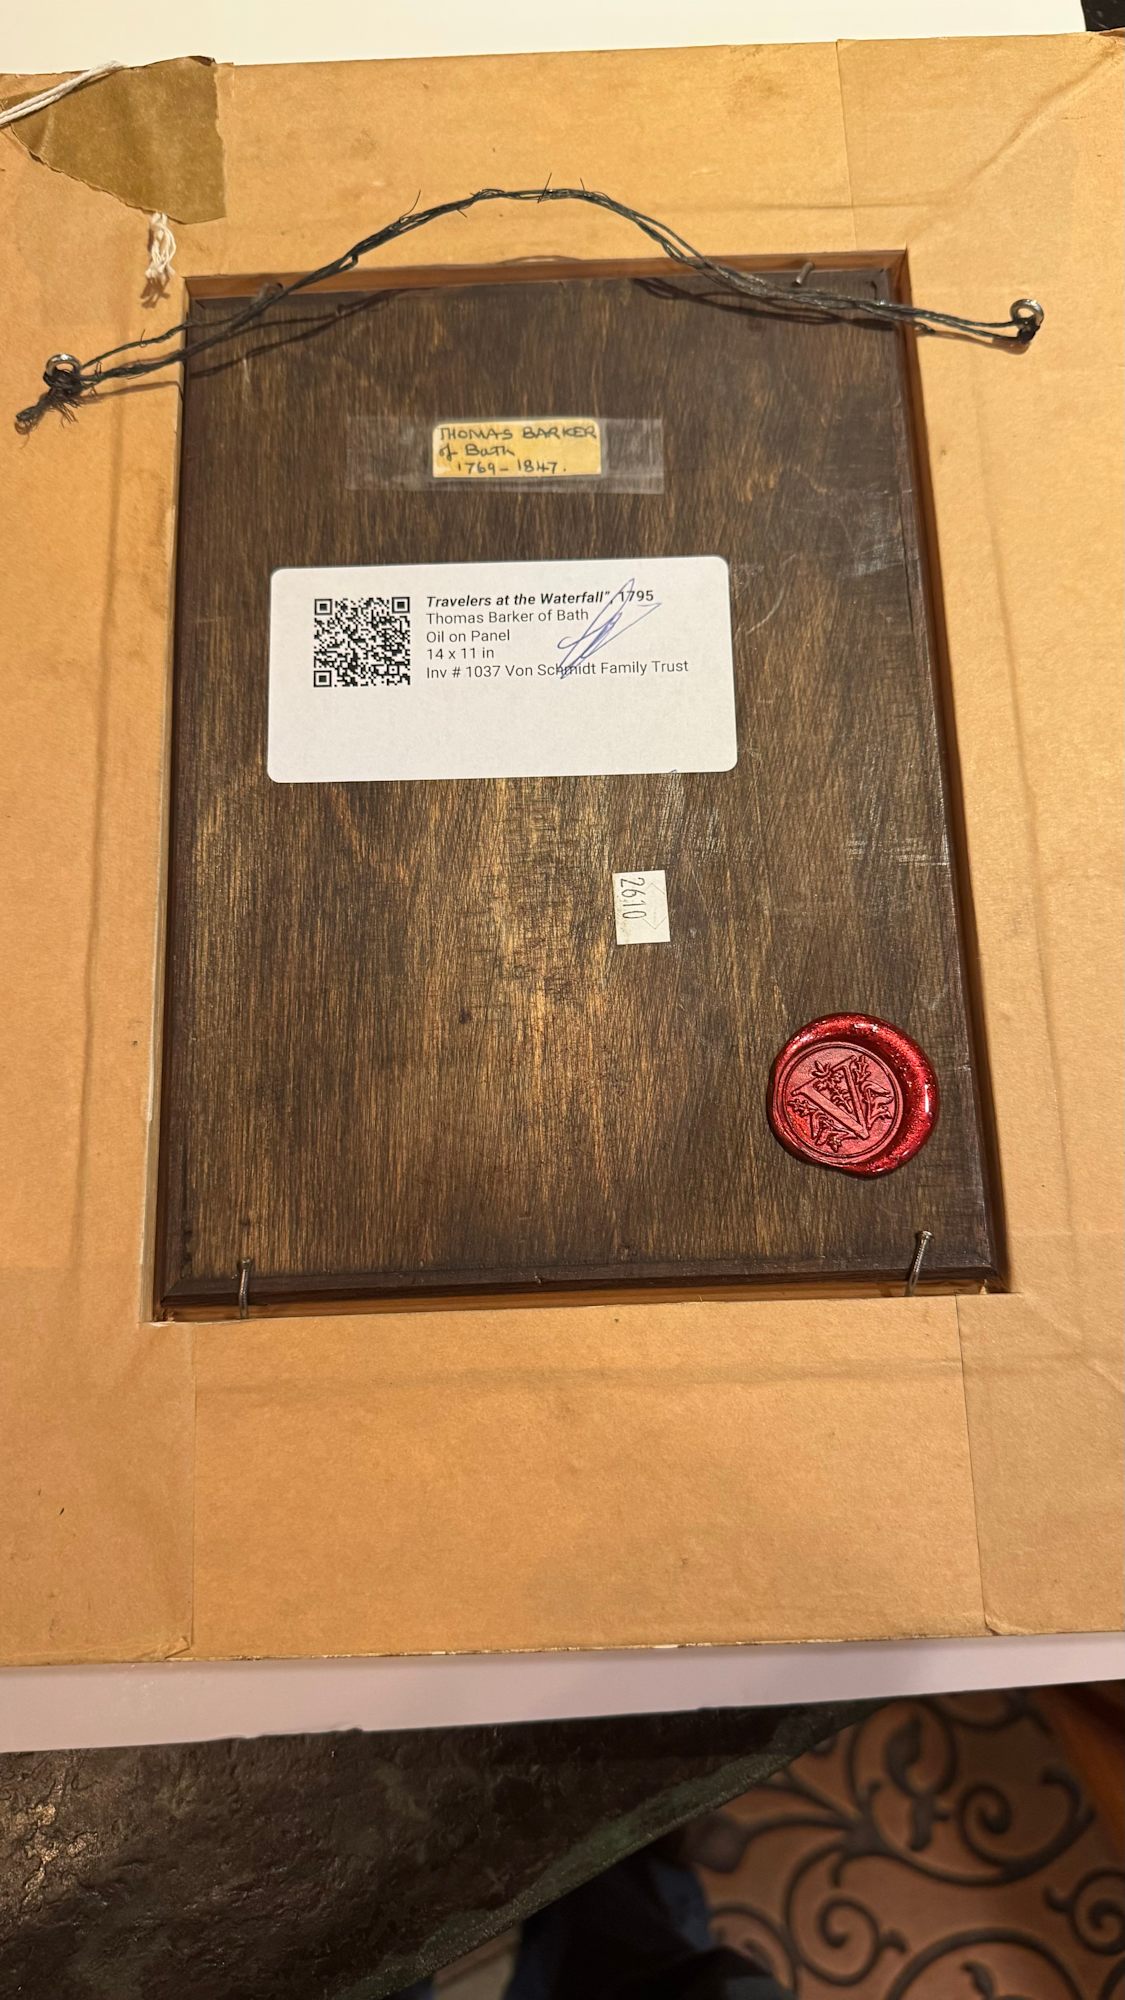 THOMAS BARKER
of Bath
1769 - 1847.
Travelers at the Waterfall", 1795
Thomas Barker of Bath
Oil on Panel
14 x 11 in
Inv # 1037 Von Schmidt Family Trust
2610
V